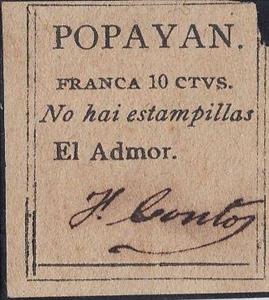 POPAYAN.
FRANCA 10 CTVS.
No hai estampillas
El Admor.